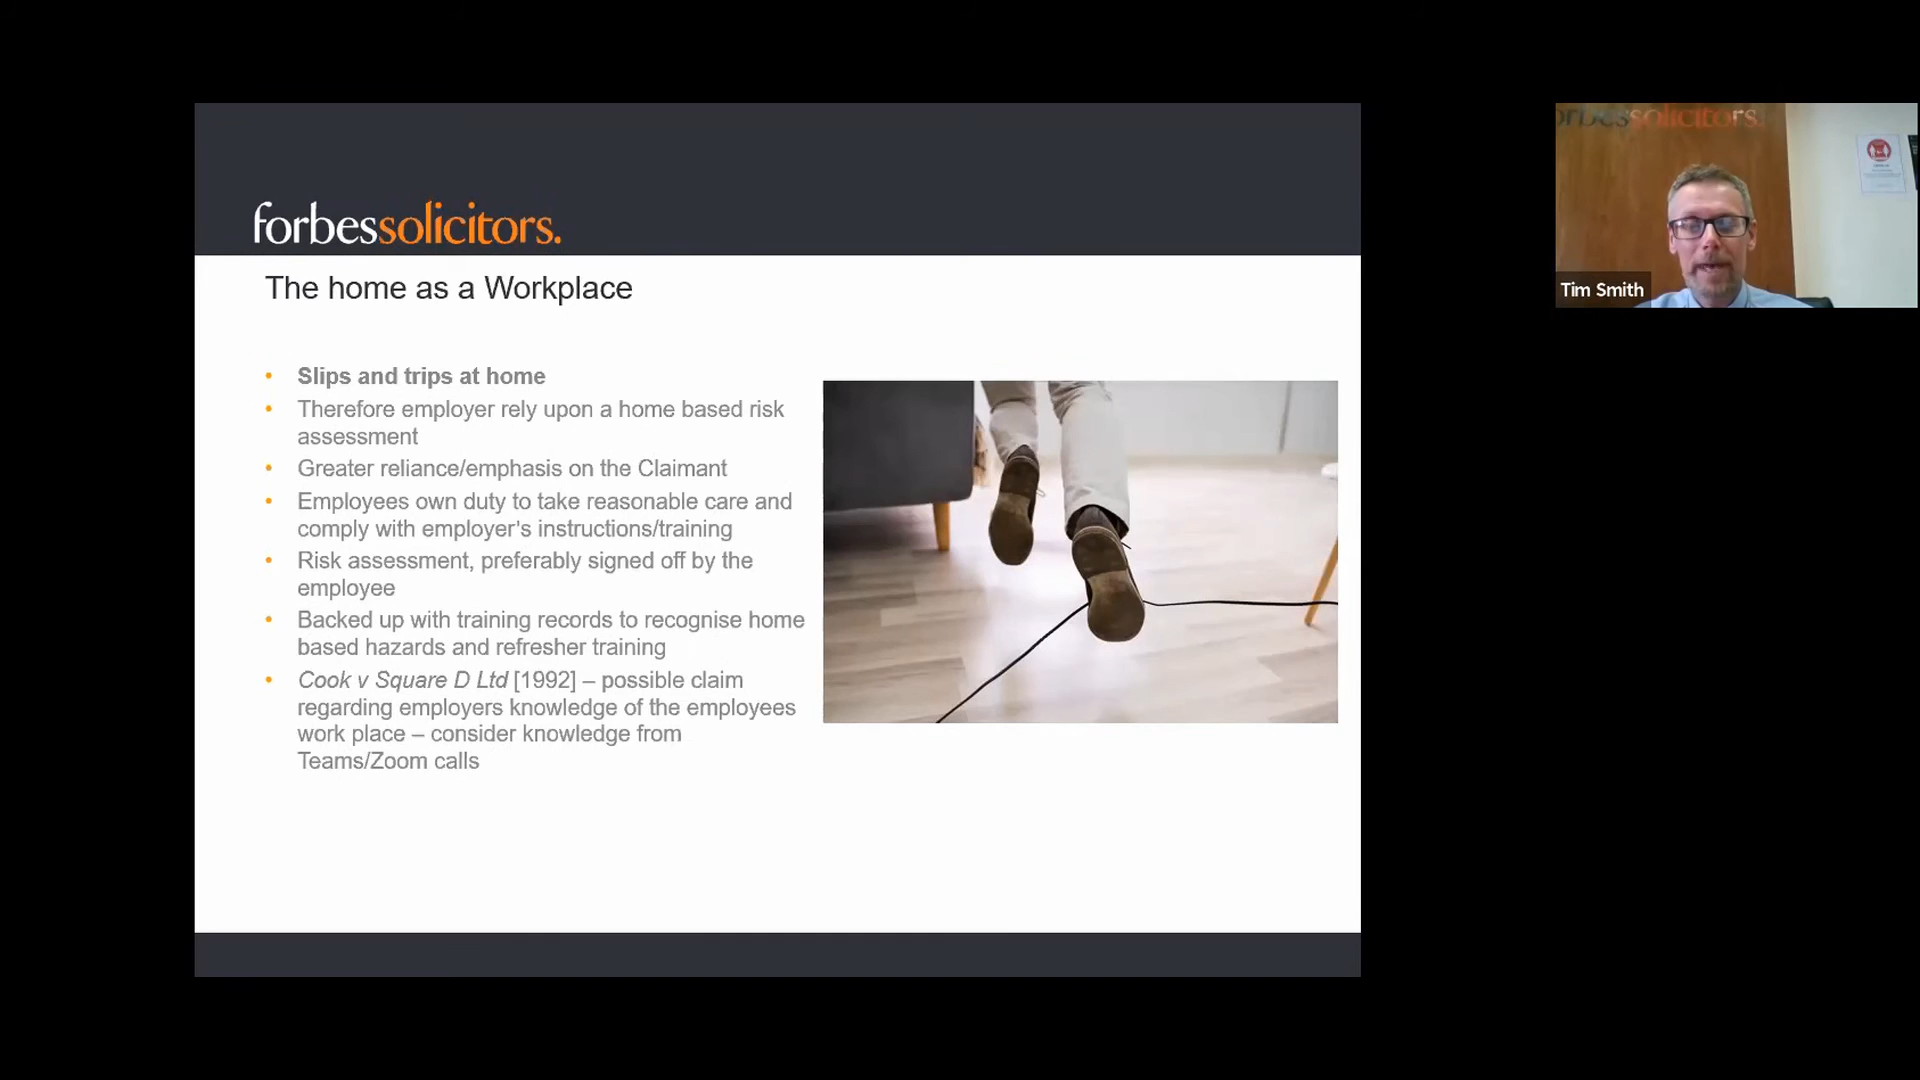 forbessolicitors.
The home as a Workplace
• Slips and trips at home
• Therefore employer rely upon a home based risk
assessment
• Greater reliance/emphasis on the Claimant
• Employees own duty to take reasonable care and
comply with employer's instructions/training
• Risk assessment, preferably signed off by the
employee
• Backed up with training records to recognise home
based hazards and refresher training
• Cook v Square D Ltd [1992] – possible claim
regarding employers knowledge of the employees
work place – consider knowledge from
Teams/Zoom calls
orbessolicitors.
Tim Smith